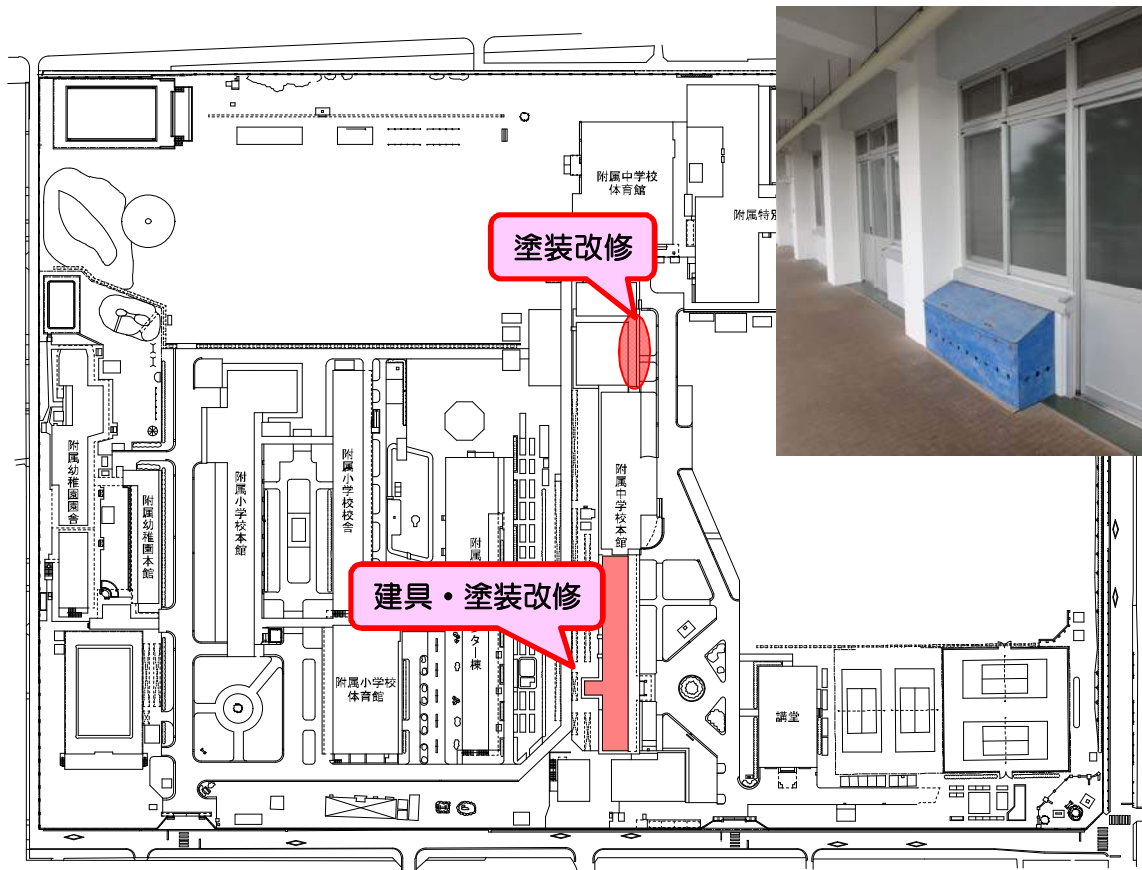 附属中学校
体育館
附属特別
塗装改修
附属幼稚園園舎
附属幼稚園本館
附属小学校本館
附属小学校校舎
附属中学校本館
附属
建具・塗装改修
ター棟
附属小学校
体育館
講堂